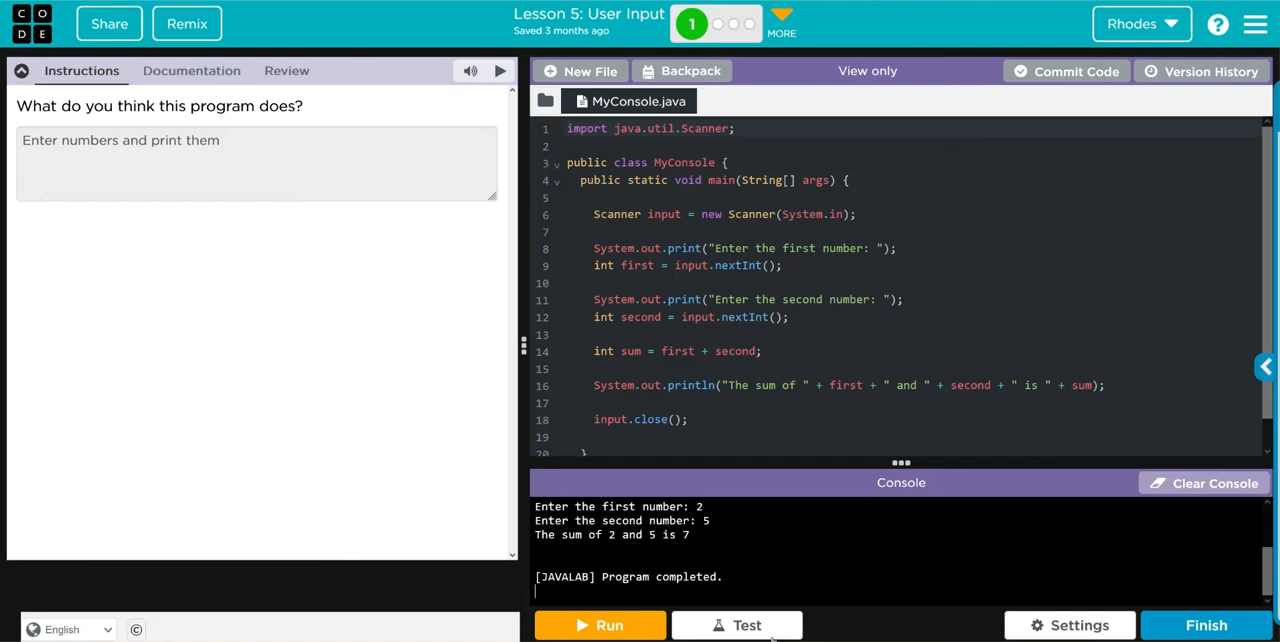 C O
D E
Share
Remix
Lesson 5: User Input
Saved 3 months ago
1
MORE
Rhodes
?
Instructions
Documentation
Review
New File
Backpack
View only
Commit Code
Version History
What do you think this program does?
Enter numbers and print them
MyConsole.java
1 import java.util.Scanner;
2
3 public class MyConsole {
4 public static void main(String[] args) {
5
6 Scanner input = new Scanner(System.in);
7
8 System.out.print("Enter the first number: ");
9 int first = input.nextInt();
10
11 System.out.print("Enter the second number: ");
12 int second = input.nextInt();
13
14 int sum = first + second;
15
16 System.out.println("The sum of " + first + " and " + second + " is " + sum);
17
18 input.close();
19
20 }
Console
Clear Console
Enter the first number: 2
Enter the second number: 5
The sum of 2 and 5 is 7
[JAVALAB] Program completed.
English
©
Run
Test
Settings
Finish